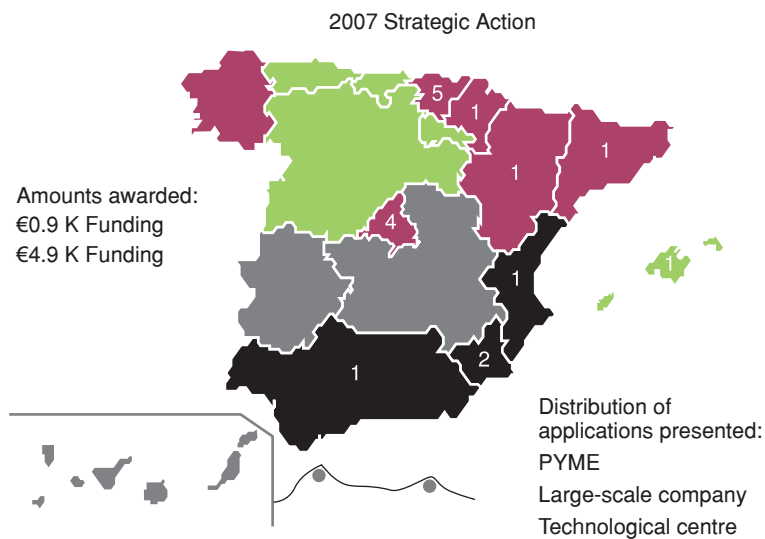 2007 Strategic Action
5
1
1
1
Amounts awarded:
€0.9 K Funding
€4.9 K Funding
4
1
1
2
1
Distribution of
applications presented:
PYME
Large-scale company
Technological centre